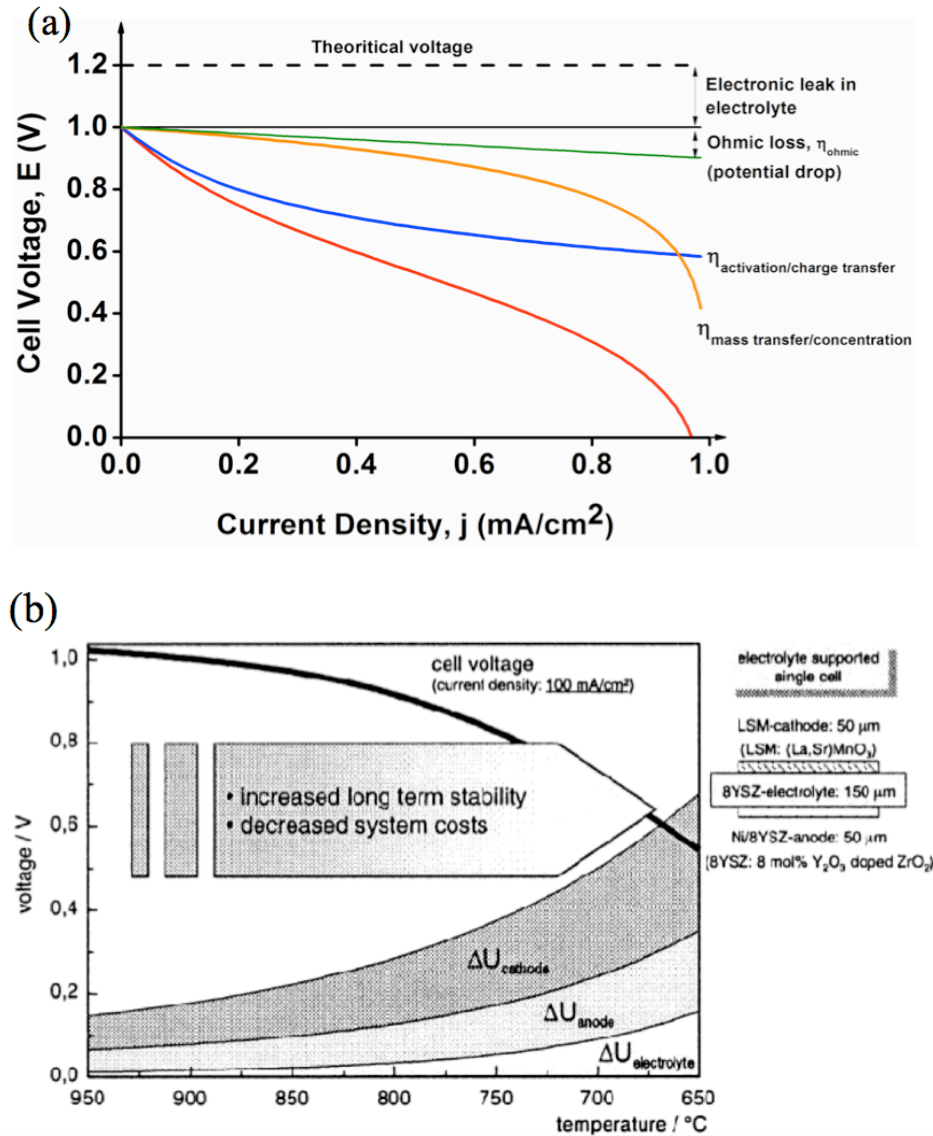 (a)
Theoritical voltage
1.2
Electronic leak in
electrolyte
1.0
Ohmic loss, ηohmic
(potential drop)
0.8
0.6
ηactivation/charge transfer
0.4
ηmass transfer/concentration
0.2
0.0
Cell Voltage, E (V)
0.0 0.2 0.4 0.6 0.8 1.0
Current Density, j (mA/cm²)
(b)
1,0
cell voltage
(current density: 100 mA/cm²)
0,8
• increased long term stability
• decreased system costs
0,6
0,4
ΔUcathode
0,2
ΔUanode
ΔUelectrolyte
0,0
voltage / V
950 900 850 800 750 700 650
temperature / °C
electrolyte supported
single cell
LSM-cathode: 50 µm
(LSM: (La,Sr)MnO3)
8YSZ-electrolyte: 150 µm
Ni/8YSZ-anode: 50 µm
(8YSZ: 8 mol% Y2O3 doped ZrO2)